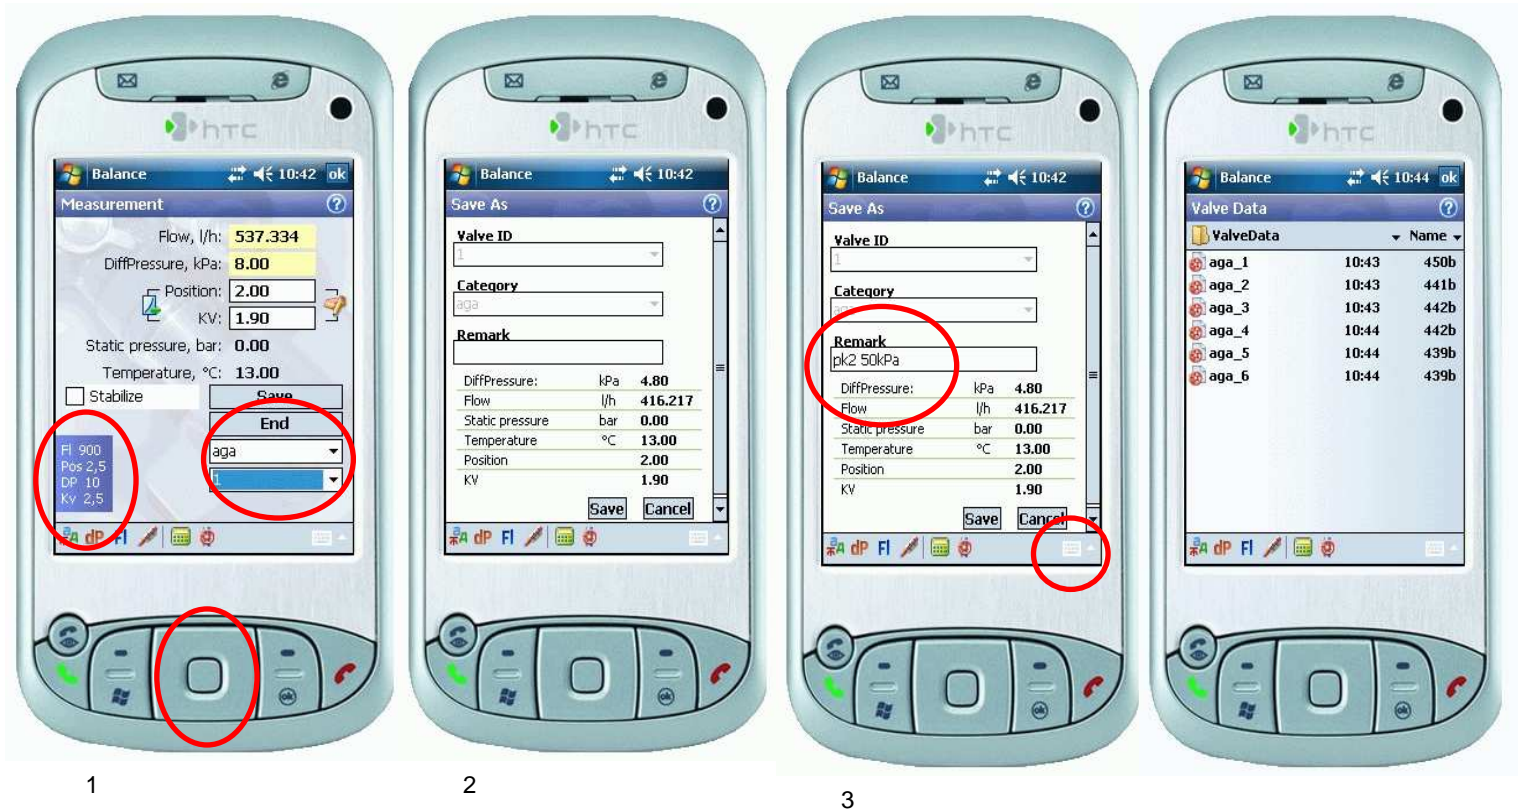 htc
Balance 10:42 ok
Measurement ?
Flow, l/h: 537.334
DiffPressure, kPa: 8.00
Position: 2.00
KV: 1.90
Static pressure, bar: 0.00
Temperature, °C: 13.00
Stabilize Save
End
Fl 900
Pos 2,5
DP 10
Kv 2,5
aga
1
dP Fl
ok
1
htc
Balance 10:42
Save As ?
Valve ID
1
Category
aga
Remark
DiffPressure: kPa 4.80
Flow l/h 416.217
Static pressure bar 0.00
Temperature °C 13.00
Position 2.00
KV 1.90
Save Cancel
dP Fl
ok
2
htc
Balance 10:42
Save As ?
Valve ID
1
Category
Remark
pk2 50kPa
DiffPressure: kPa 4.80
Flow l/h 416.217
Static pressure bar 0.00
Temperature °C 13.00
Position 2.00
KV 1.90
Save Cancel
dP Fl
ok
3
htc
Balance 10:44 ok
Valve Data ?
ValveData Name
aga_1 10:43 450b
aga_2 10:43 441b
aga_3 10:43 442b
aga_4 10:44 442b
aga_5 10:44 439b
aga_6 10:44 439b
dP Fl
ok